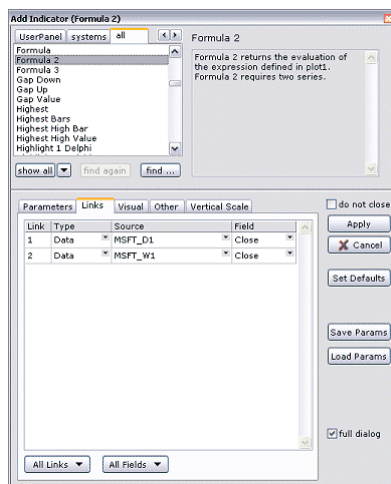 Add Indicator (Formula 2)
UserPanel systems all
Formula
Formula 2
Formula 3
Gap Down
Gap Up
Gap Value
Highest
Highest Bars
Highest High Bar
Highest High Value
Highlight 1 Delphi
show all find again find ...
Formula 2
Formula 2 returns the evaluation of
the expression defined in plot1.
Formula 2 requires two series.
Parameters Links Visual Other Vertical Scale
Link Type Source Field
1 Data MSFT_D1 Close
2 Data MSFT_W1 Close
All Links All Fields
do not close
Apply
Cancel
Set Defaults
Save Params
Load Params
full dialog